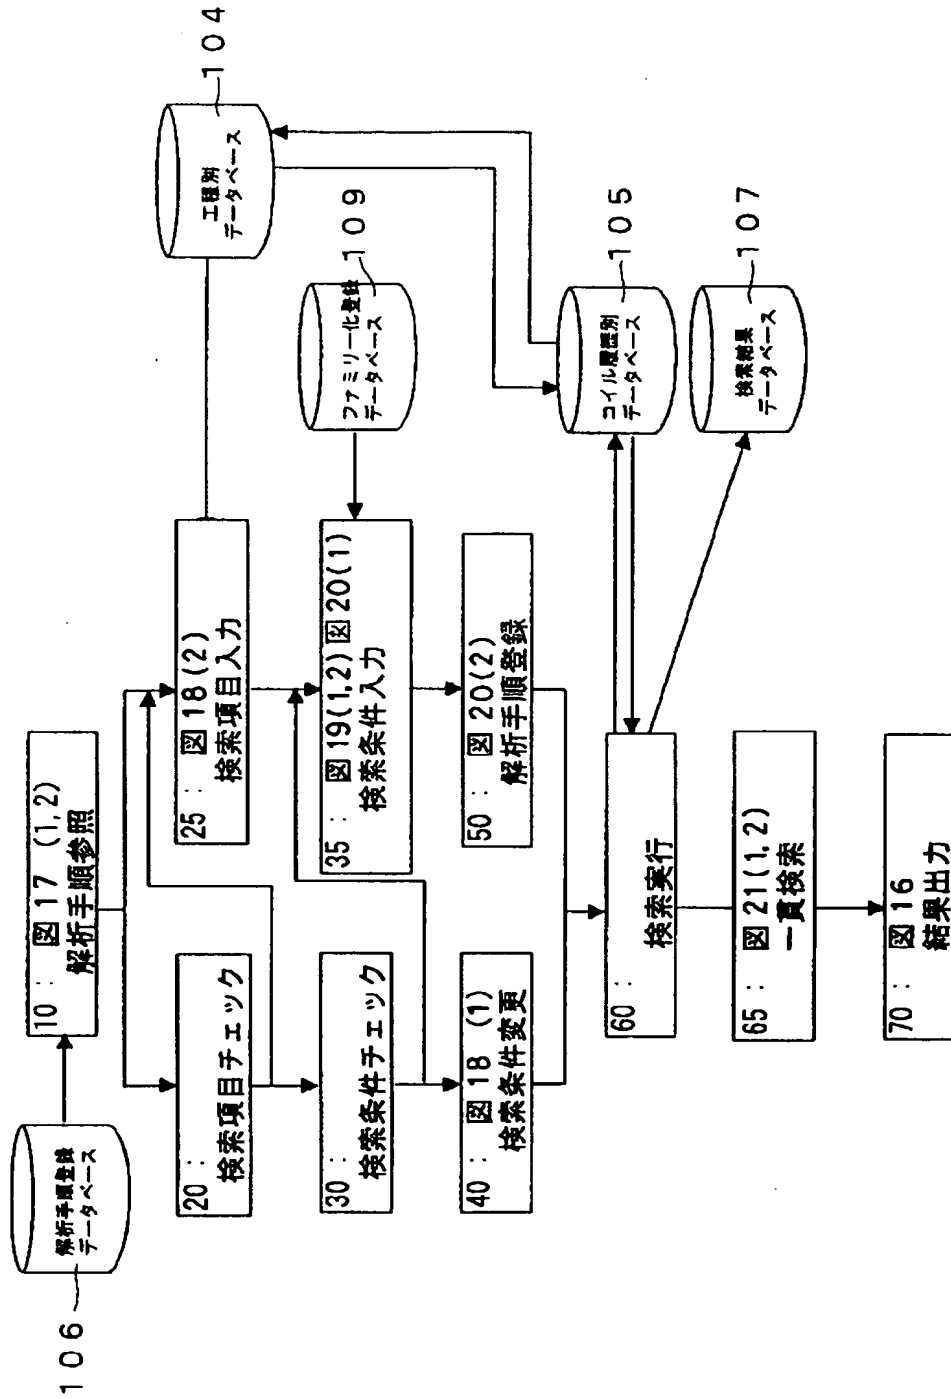 106
解析手順登録
データベース
10： 図17 (1,2)
解析手順参照
20：
検索項目チェック
25： 図18(2)
検索項目入力
工種別
データベース
104
30：
検索条件チェック
35： 図19(1,2)図20(1)
検索条件入力
ファミリー化登録
データベース
109
40： 図18 (1)
検索条件変更
50： 図20(2)
解析手順登録
60：
検索実行
コイル履歴別
データベース
105
65： 図21(1,2)
一貫検索
検索結果
データベース
107
70： 図16
結果出力